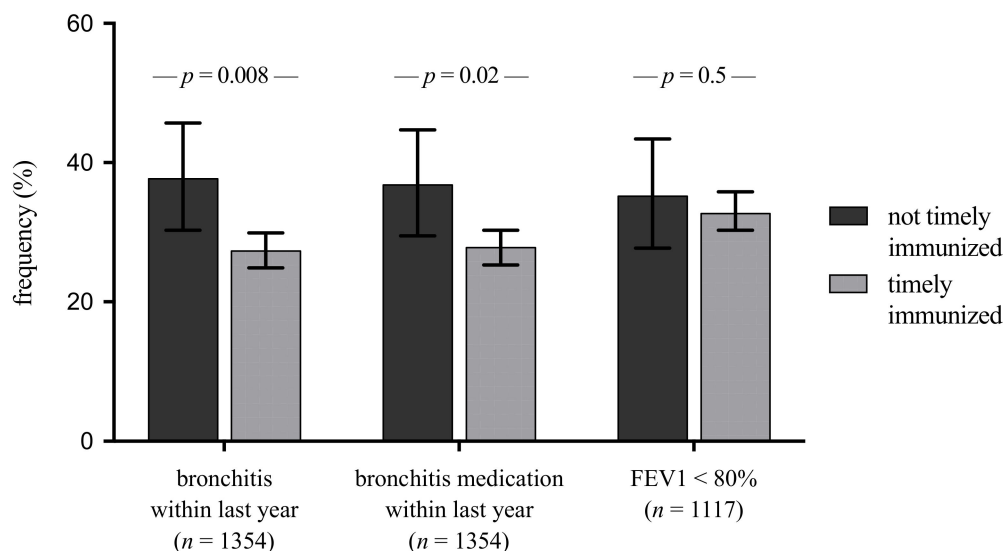 60
40
20
0
frequency (%)
— p = 0.008 —
— p = 0.02 —
— p = 0.5 —
bronchitis
within last year
(n = 1354)
bronchitis medication
within last year
(n = 1354)
FEV1 < 80%
(n = 1117)
not timely
immunized
timely
immunized